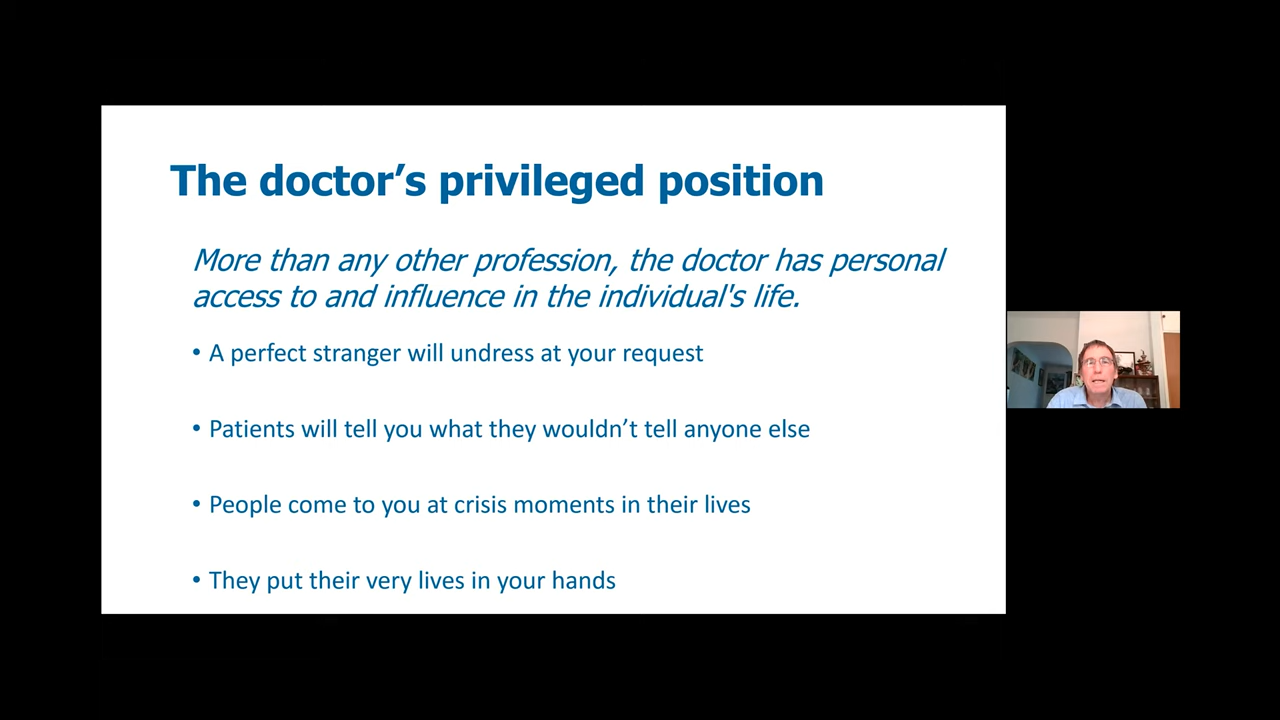 The doctor’s privileged position
More than any other profession, the doctor has personal
access to and influence in the individual's life.
• A perfect stranger will undress at your request
• Patients will tell you what they wouldn’t tell anyone else
• People come to you at crisis moments in their lives
• They put their very lives in your hands